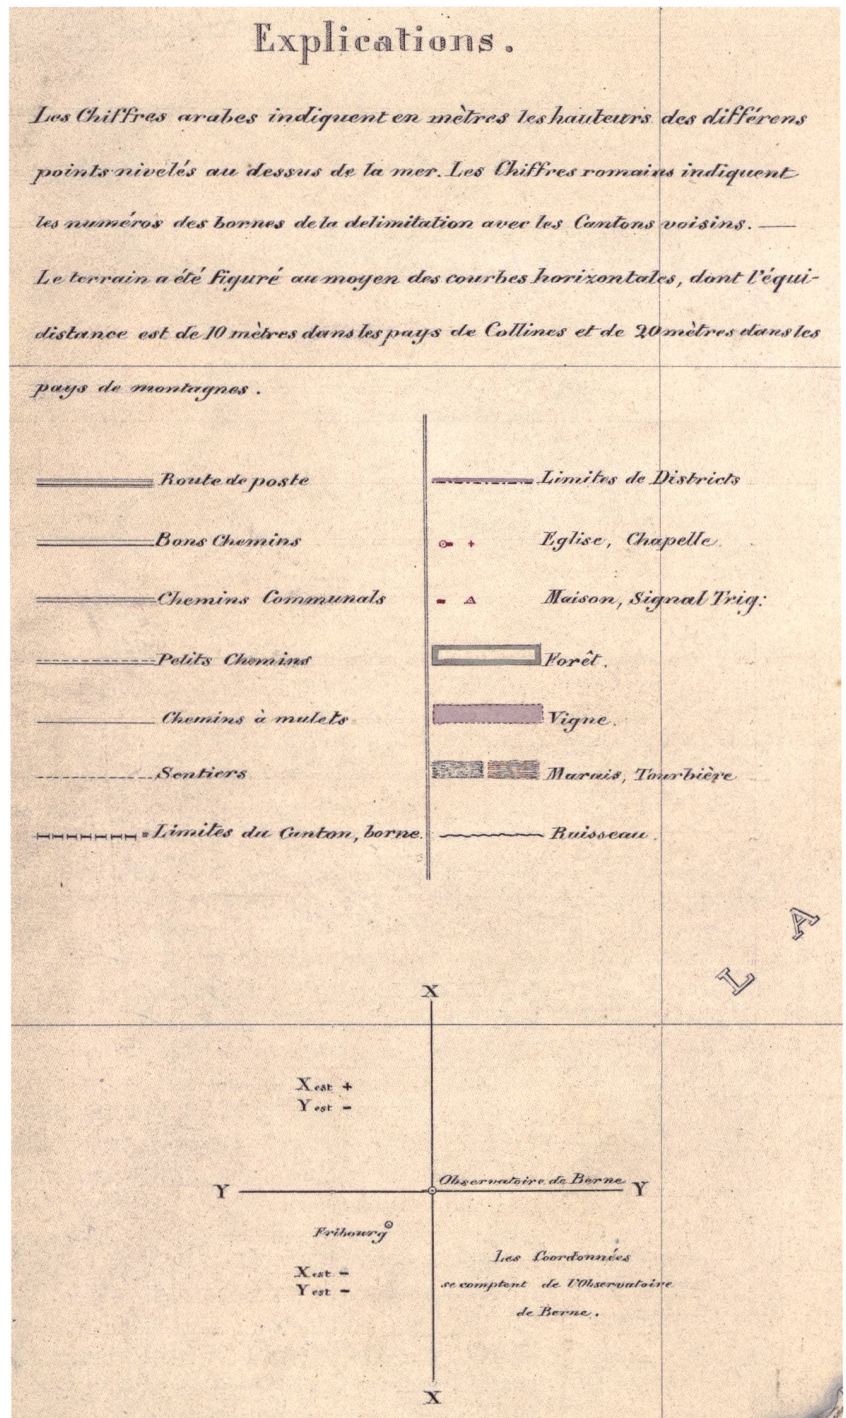 Explications.
Les Chiffres arabes indiquent en mètres les hauteurs des différens
points nivelés au dessus de la mer. Les Chiffres romains indiquent
les numéros des bornes de la delimitation avec les Cantons voisins. —
Le terrain a été figuré au moyen des courbes horizontales, dont l'équi-
distance est de 10 mètres dans les pays de Collines et de 20 mètres dans les
pays de montagnes.
Route de poste
Bons Chemins
Chemins Communals
Petits Chemins
Chemins à mulets
Sentiers
Limites du Canton, borne.
Limites de Districts
Eglise, Chapelle.
Maison, Signal Trig:
Forêt.
Vigne.
Marais, Tourbière
Ruisseau.
L A
X
X est +
Y est -
Y
Observatoire de Berne
Y
Fribourg
X est -
Y est -
Les Coordonnées
se comptent de l'Observatoire
de Berne.
X